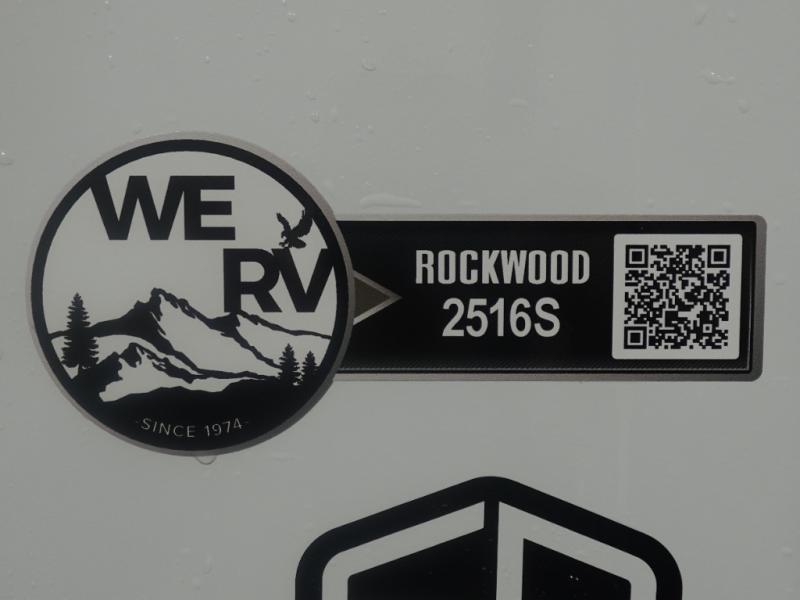 WE
RV
-SINCE 1974-
ROCKWOOD
2516S